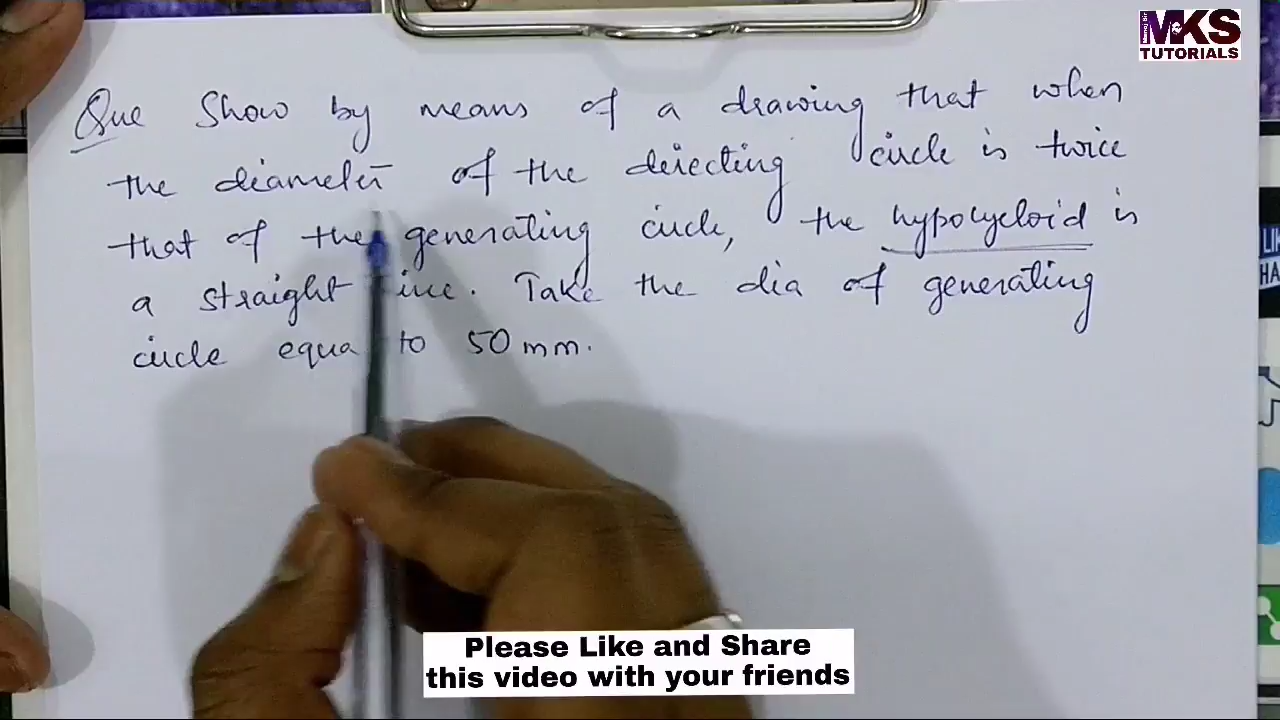 MKS
TUTORIALS
Que Show by means of a drawing that when
the diameter of the directing circle is twice
that of the generating circle, the hypocycloid is
a straight line. Take the dia of generating
circle equal to 50mm.
Please Like and Share
this video with your friends